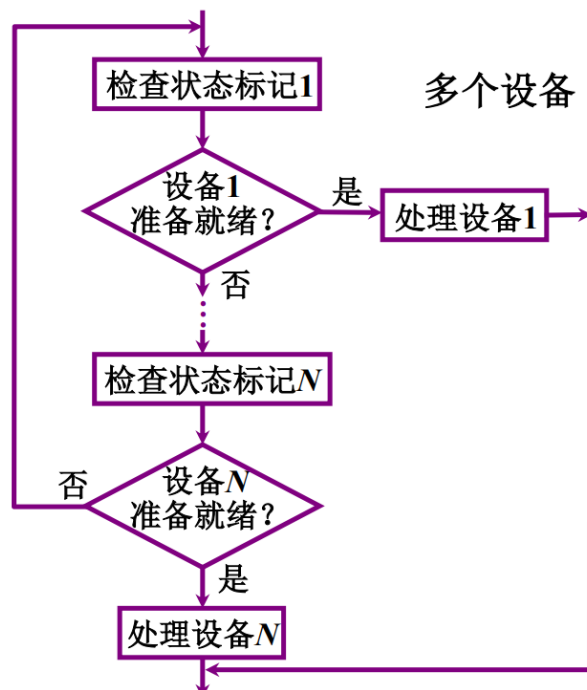 检查状态标记1
多个设备
设备1
准备就绪？
是
处理设备1
否
检查状态标记N
设备N
准备就绪？
否
是
处理设备N